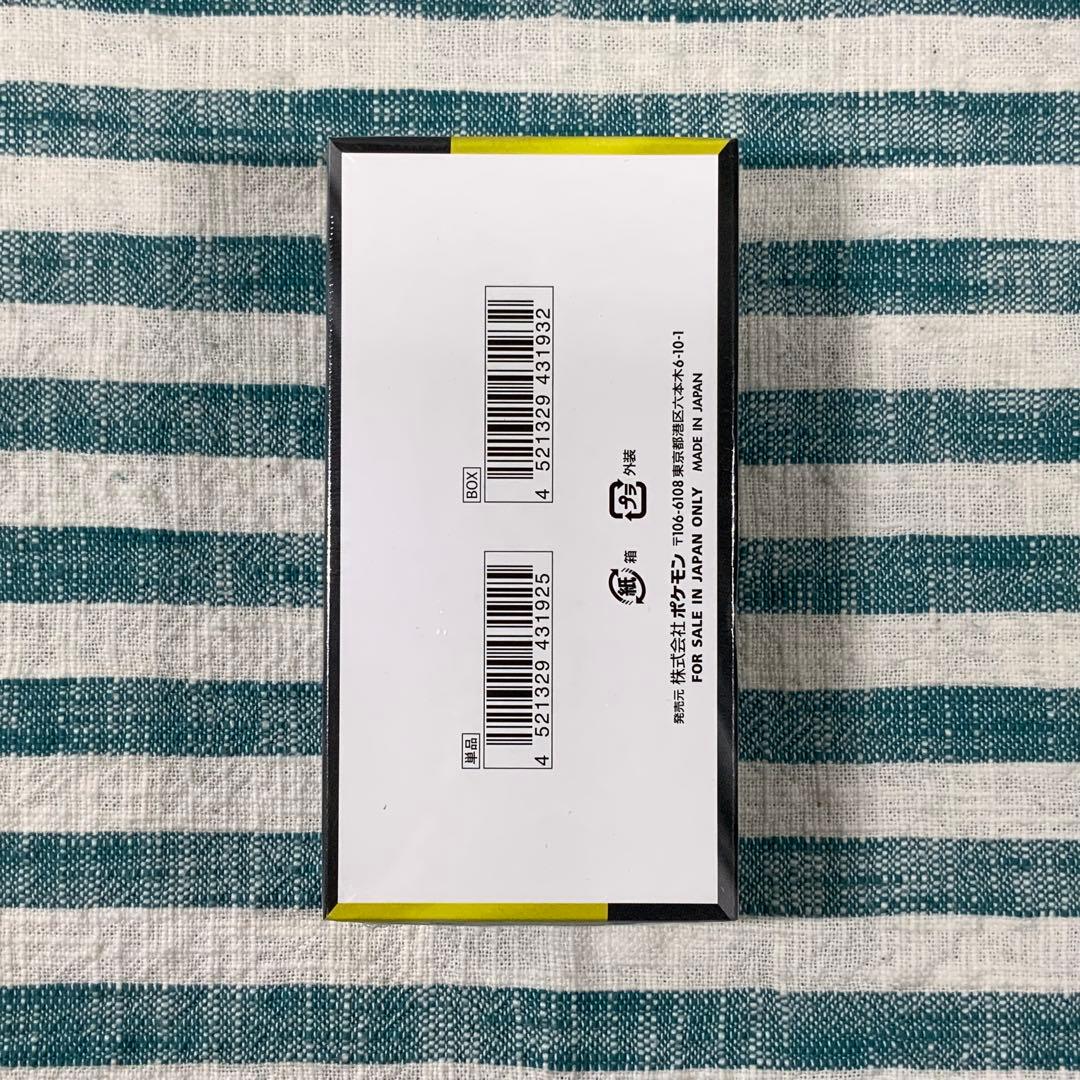 単品
4 521329 431925
BOX
4 521329 431932
紙 箱
プラ 外装
発売元 株式会社ポケモン 〒106-6108 東京都港区六本木6-10-1
FOR SALE IN JAPAN ONLY MADE IN JAPAN